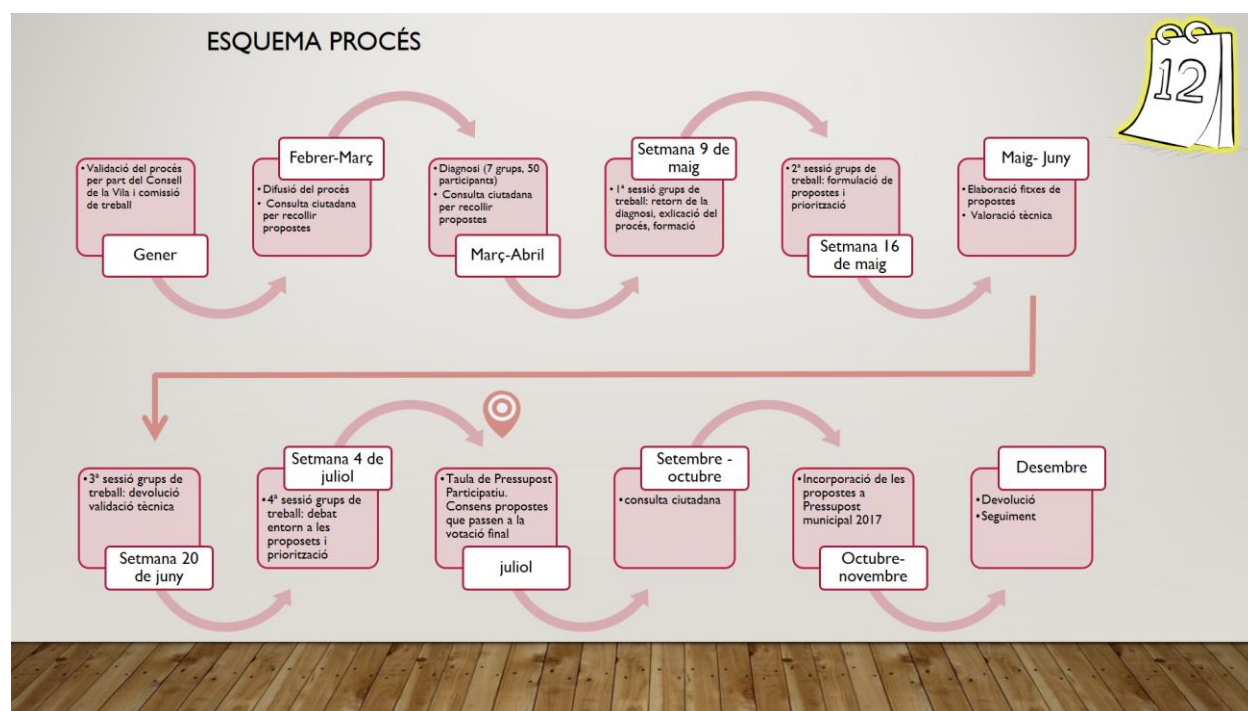 ESQUEMA PROCÉS
12
• Validació del procès
per part del Consell
de la Vila i comissió
de treball
Gener
Febrer-Març
• Difusió del procés
• Consulta ciutadana
per recollir
propostes
• Diagnosi (7 grups, 50
participants)
• Consulta ciutadana
per recollir
propostes
Març-Abril
Setmana 9 de
maig
• 1ª sessió grups de
treball: retorn de la
diagnosi, exlicació del
procés, formació
• 2ª sessió grups de
treball: formulació de
propostes i
priorització
Setmana 16
de maig
Maig- Juny
• Elaboració fitxes de
propostes
• Valoració tècnica
• 3ª sessió grups de
treball: devolució
validació tècnica
Setmana 20
de juny
Setmana 4 de
juliol
• 4ª sessió grups de
treball: debat
entorn a les
proposets i
priorització
• Taula de Pressupost
Participatiu.
Consens propostes
que passen a la
votació final
juliol
Setembre -
octubre
• consulta ciutadana
• Incorporació de les
propostes a
Pressupost
municipal 2017
Octubre-
novembre
Desembre
• Devolució
• Seguiment